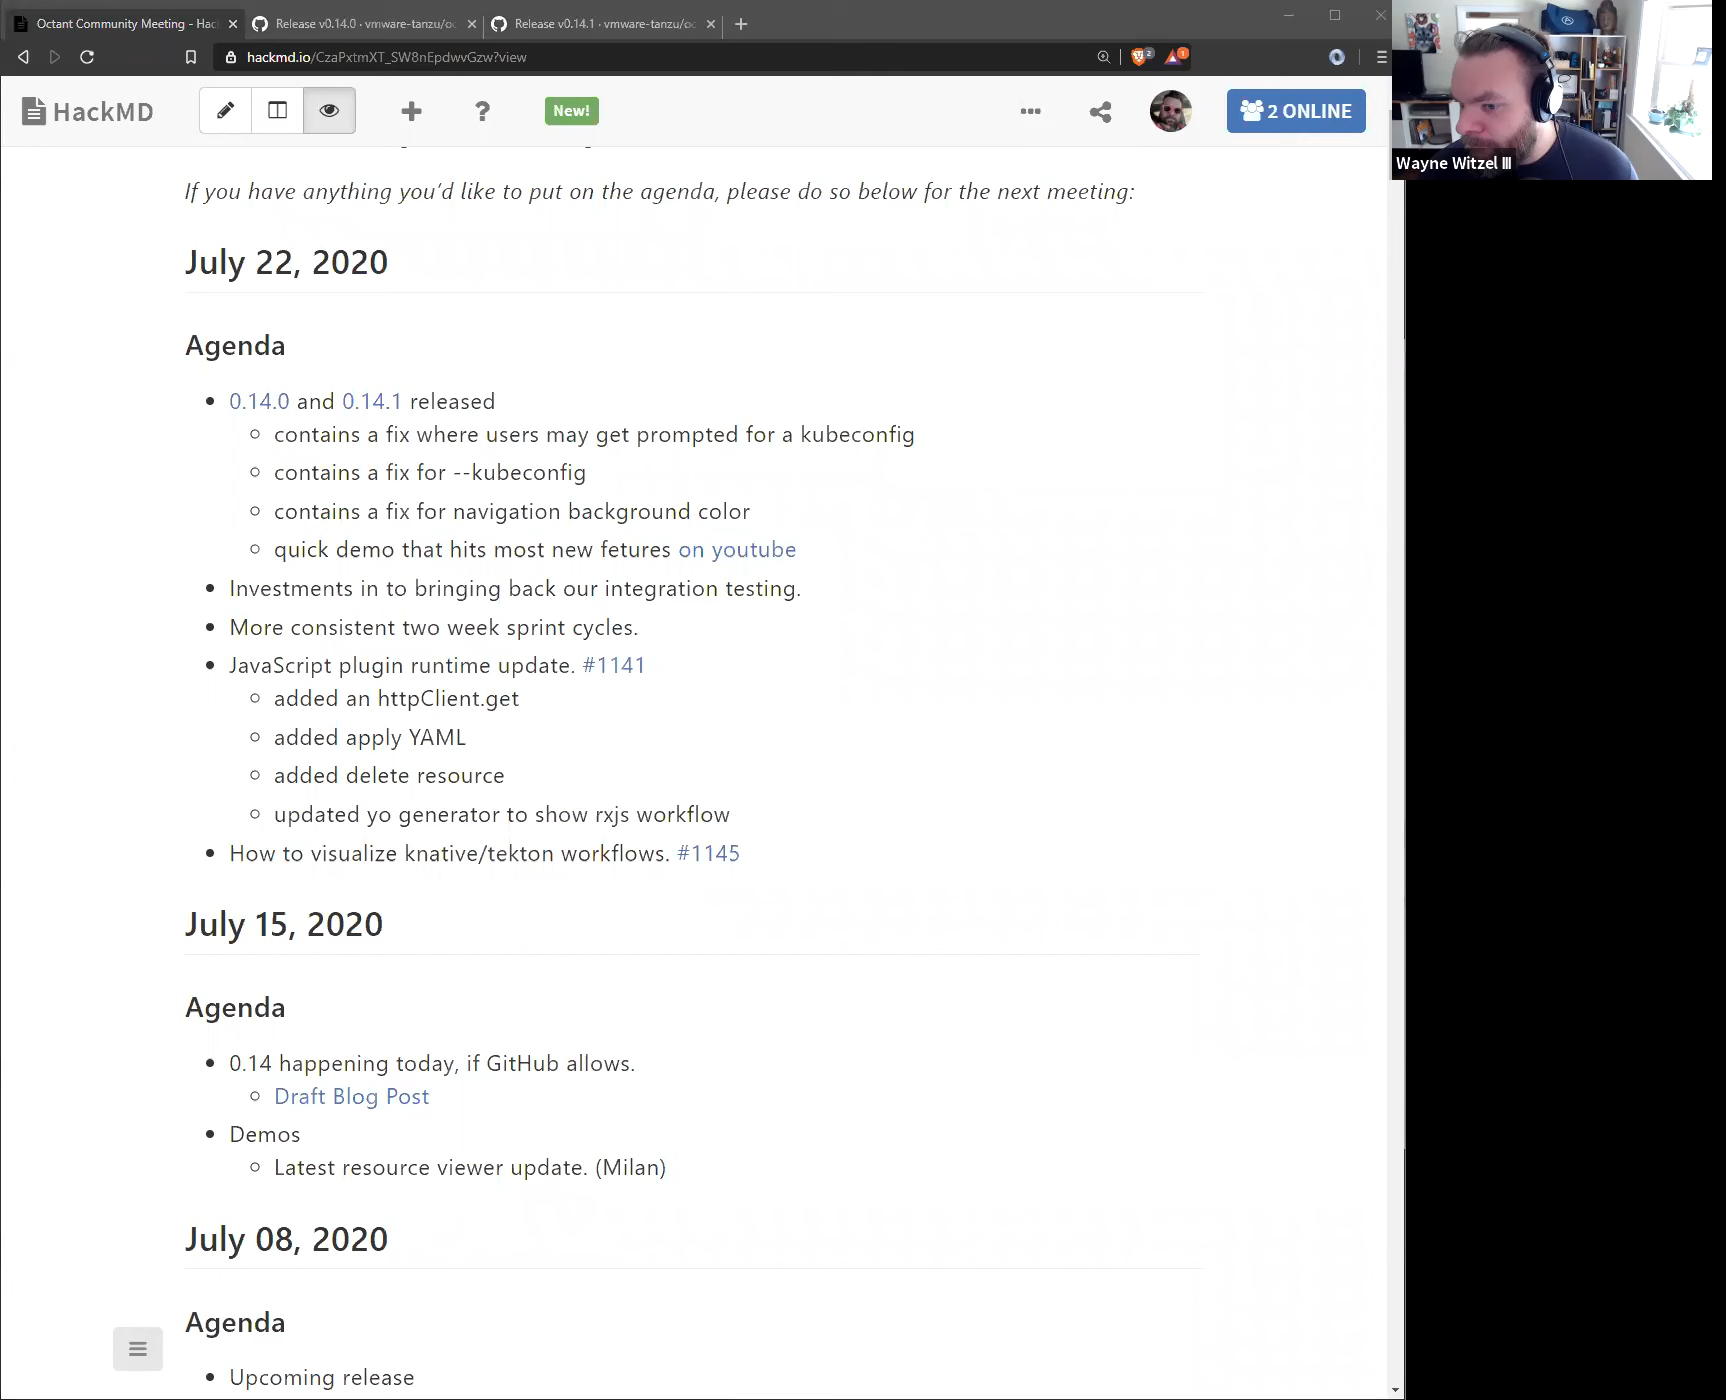 Octant Community Meeting - Hac
Release v0.14.0 · vmware-tanzu/oc
Release v0.14.1 · vmware-tanzu/oc
hackmd.io/CzaPxtmXT_SW8nEpdwvGzw?view
2
1
HackMD
New!
2 ONLINE
Wayne Witzel III
If you have anything you’d like to put on the agenda, please do so below for the next meeting:
July 22, 2020
Agenda
0.14.0 and 0.14.1 released
contains a fix where users may get prompted for a kubeconfig
contains a fix for --kubeconfig
contains a fix for navigation background color
quick demo that hits most new fetures on youtube
Investments in to bringing back our integration testing.
More consistent two week sprint cycles.
JavaScript plugin runtime update. #1141
added an httpClient.get
added apply YAML
added delete resource
updated yo generator to show rxjs workflow
How to visualize knative/tekton workflows. #1145
July 15, 2020
Agenda
0.14 happening today, if GitHub allows.
Draft Blog Post
Demos
Latest resource viewer update. (Milan)
July 08, 2020
Agenda
Upcoming release